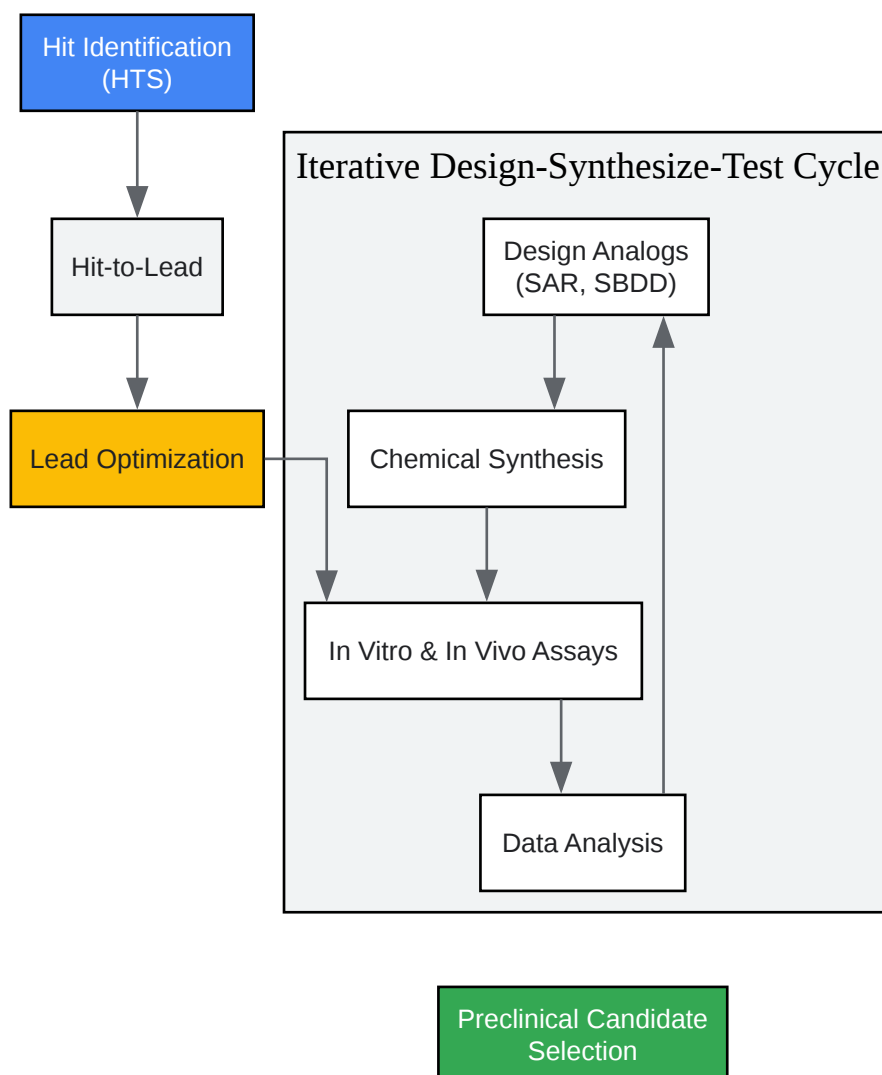 Hit Identification
(HTS)
Iterative Design-Synthesize-Test Cycle
Hit-to-Lead
Design Analogs
(SAR, SBDD)
Lead Optimization
Chemical Synthesis
In Vitro & In Vivo Assays
Data Analysis
Preclinical Candidate
Selection